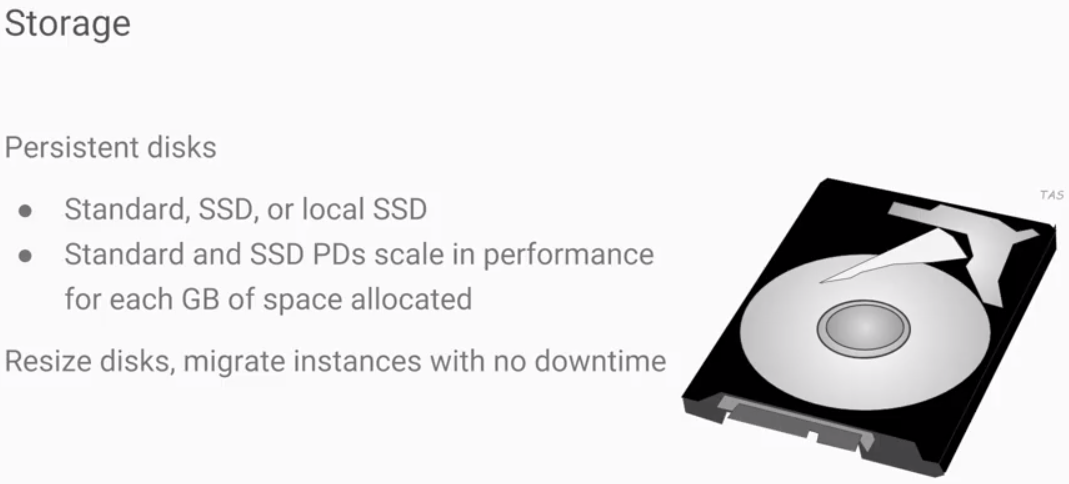 Storage
Persistent disks
● Standard, SSD, or local SSD
● Standard and SSD PDs scale in performance
for each GB of space allocated
Resize disks, migrate instances with no downtime
TAS